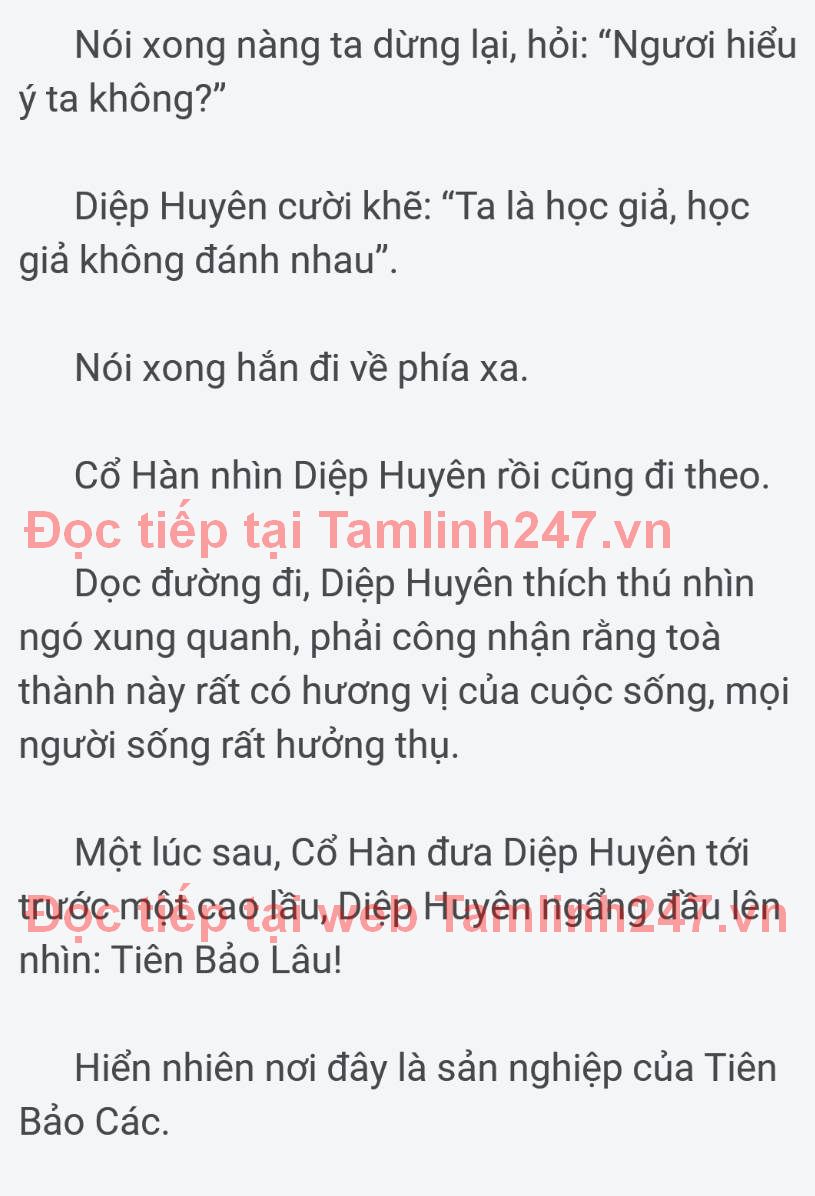 Nói xong nàng ta dừng lại, hỏi: “Ngươi hiểu
ý ta không?”
Diệp Huyên cười khẽ: “Ta là học giả, học
giả không đánh nhau”.
Nói xong hắn đi về phía xa.
Cổ Hàn nhìn Diệp Huyên rồi cũng đi theo.
Đọc tiếp tại Tamlinh247.vn
Dọc đường đi, Diệp Huyên thích thú nhìn
ngó xung quanh, phải công nhận rằng toà
thành này rất có hương vị của cuộc sống, mọi
người sống rất hưởng thụ.
Một lúc sau, Cổ Hàn đưa Diệp Huyên tới
trước một cao lầu, Diệp Huyên ngẩng đầu lên
Đọc tiếp tại web Tamlinh247.vn
nhìn: Tiên Bảo Lâu!
Hiển nhiên nơi đây là sản nghiệp của Tiên
Bảo Các.